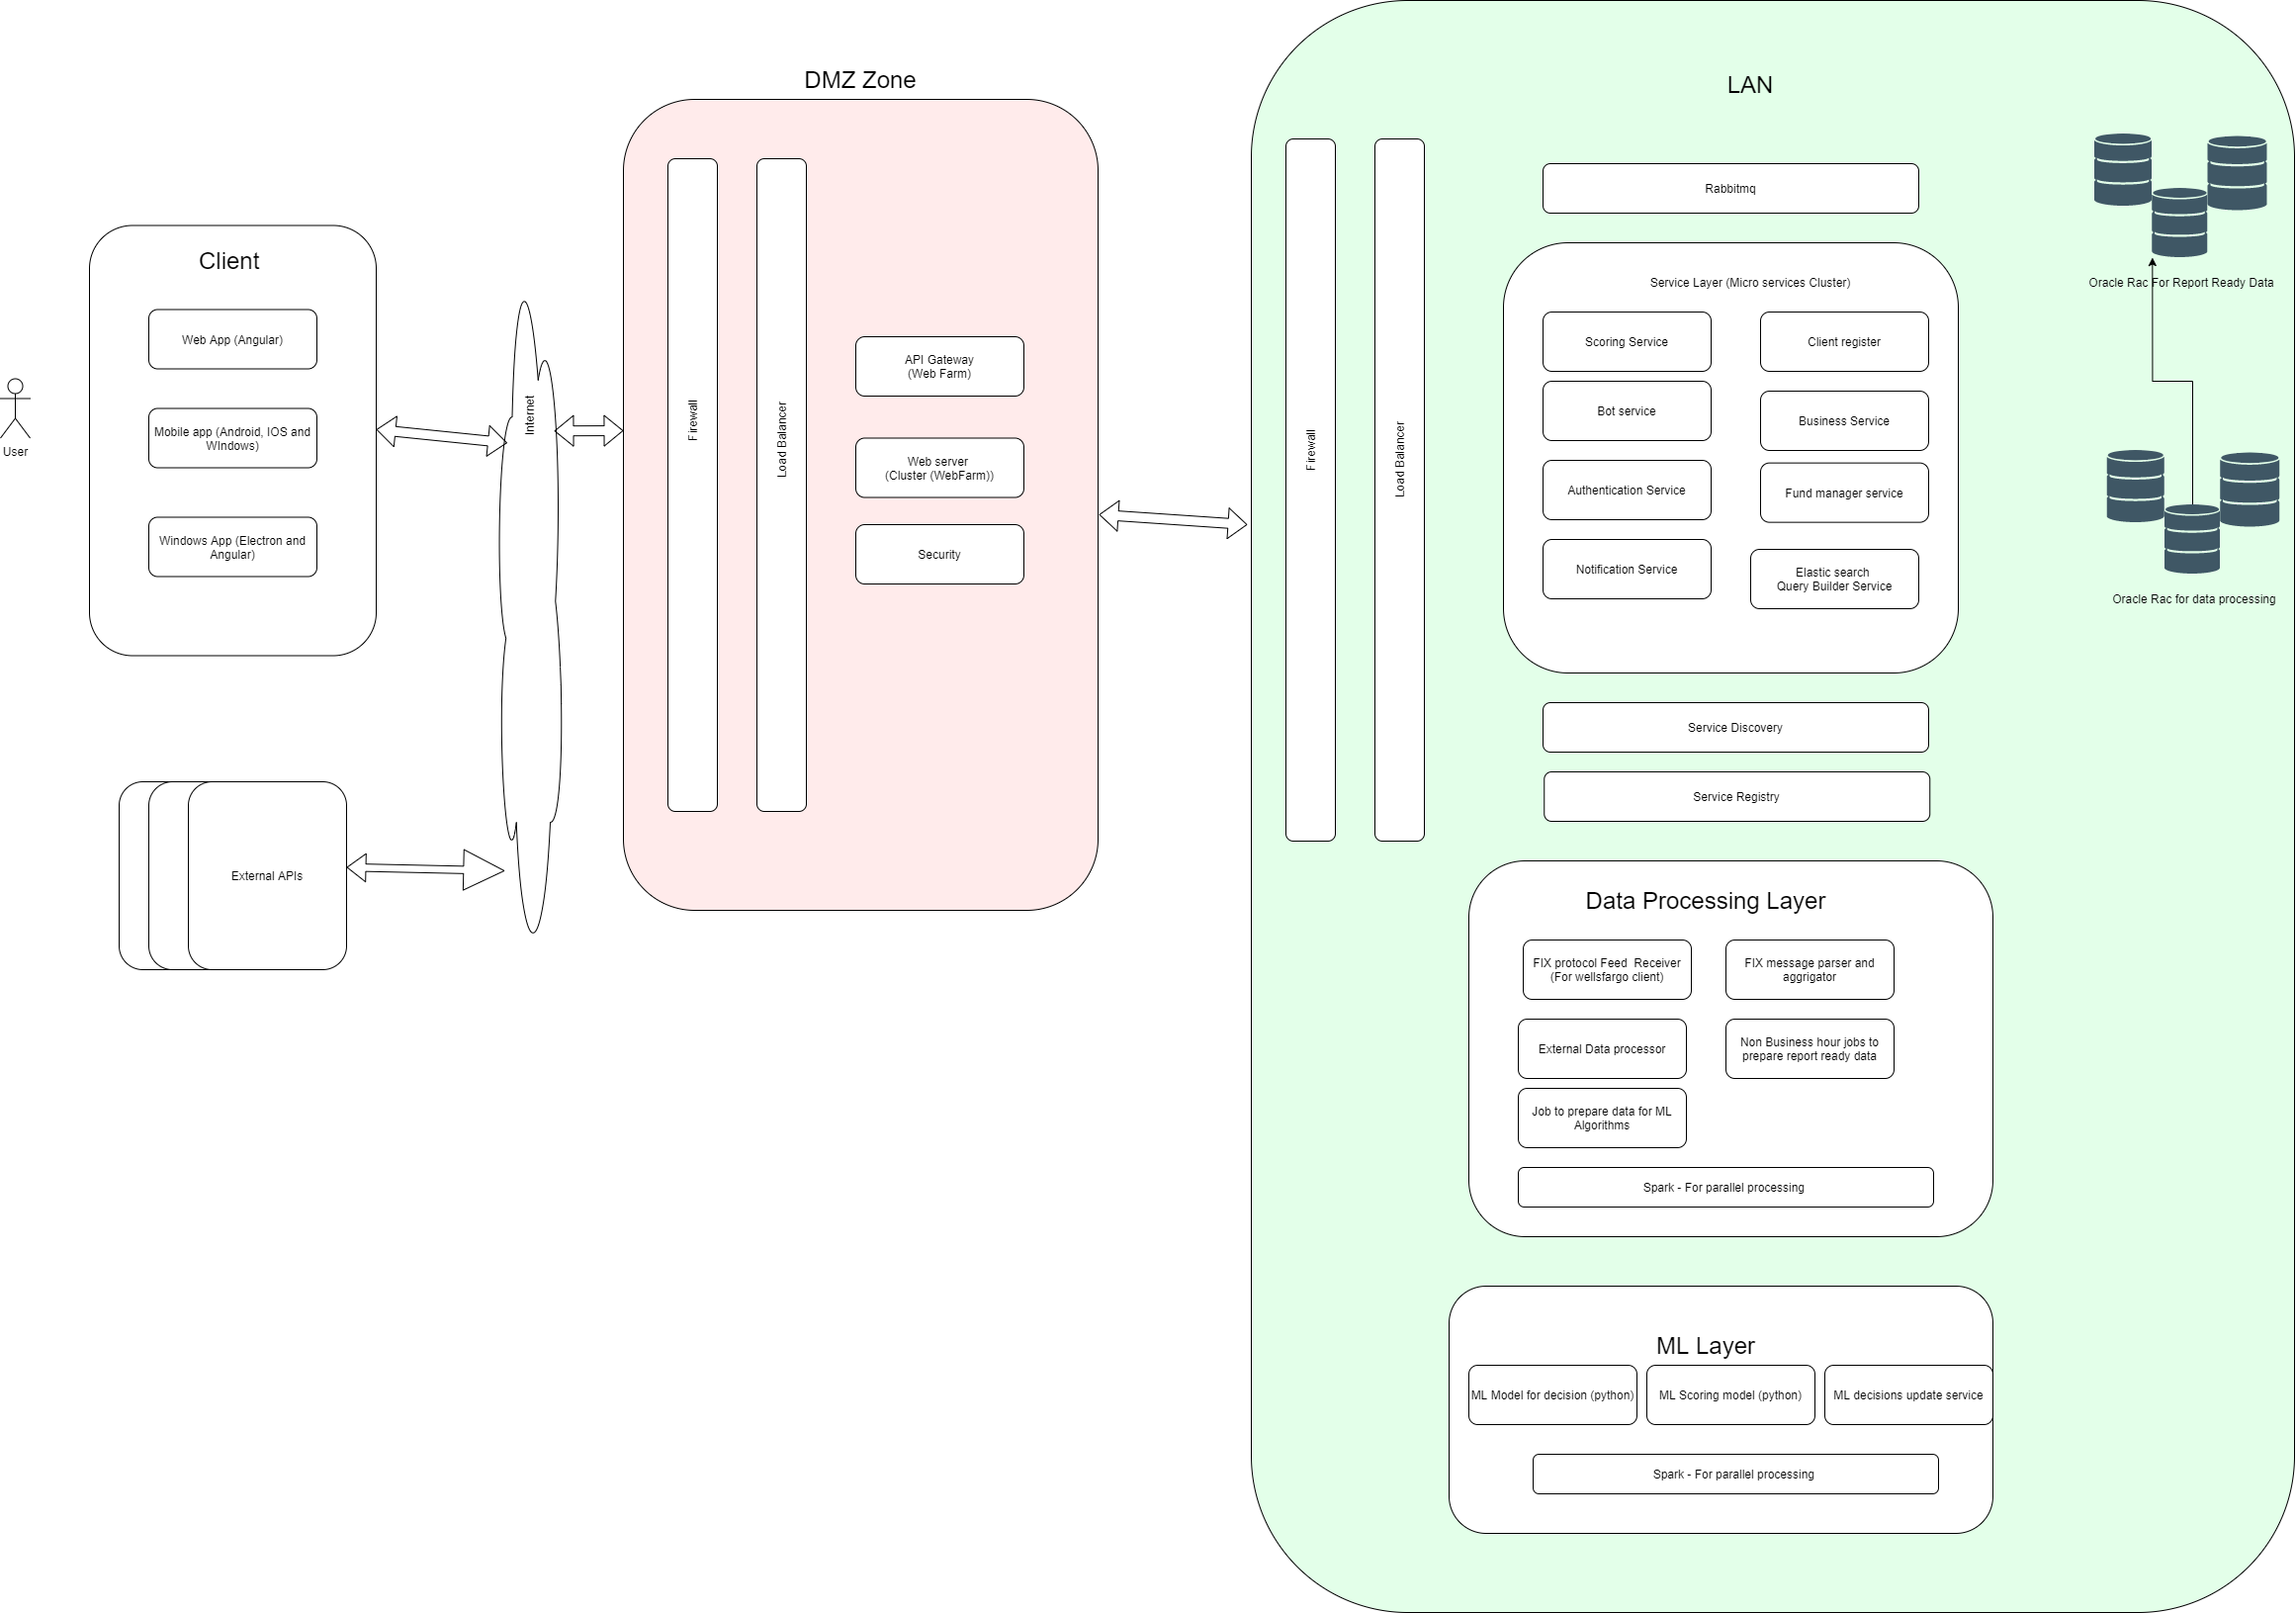 DMZ Zone
LAN
Client
Web App (Angular)
Mobile app (Android, IOS and
WIndows)
Windows App (Electron and
Angular)
User
External APIs
Internet
Firewall
Load Balancer
API Gateway
(Web Farm)
Web server
(Cluster (WebFarm))
Security
Firewall
Load Balancer
Rabbitmq
Service Layer (Micro services Cluster)
Scoring Service
Client register
Bot service
Business Service
Authentication Service
Fund manager service
Notification Service
Elastic search
Query Builder Service
Service Discovery
Service Registry
Data Processing Layer
FIX protocol Feed  Receiver
(For wellsfargo client)
FIX message parser and
aggrigator
External Data processor
Non Business hour jobs to
prepare report ready data
Job to prepare data for ML
Algorithms
Spark - For parallel processing
ML Layer
ML Model for decision (python)
ML Scoring model (python)
ML decisions update service
Spark - For parallel processing
Oracle Rac For Report Ready Data
Oracle Rac for data processing